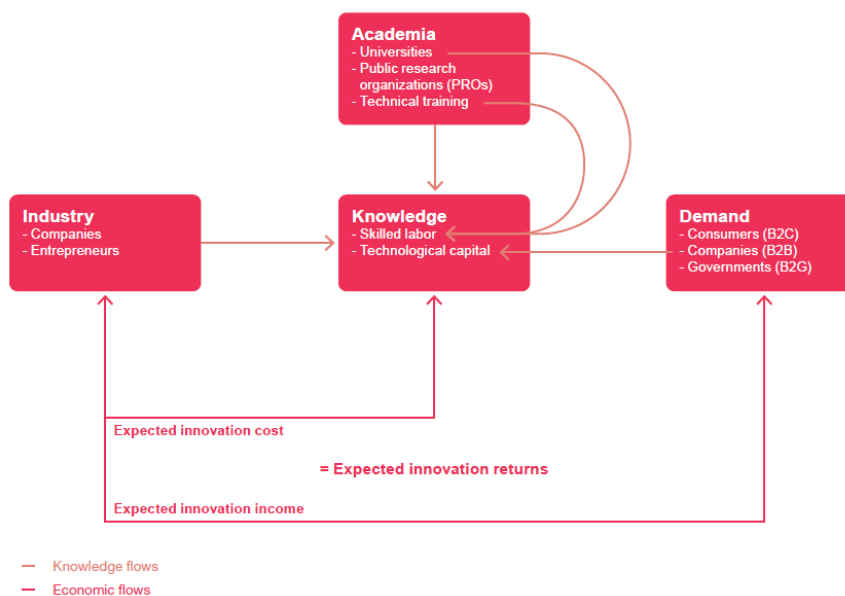 Academia
- Universities
- Public research
organizations (PROs)
- Technical training
Industry
- Companies
- Entrepreneurs
Knowledge
- Skilled labor
- Technological capital
Demand
- Consumers (B2C)
- Companies (B2B)
- Governments (B2G)
Expected innovation cost
= Expected innovation returns
Expected innovation income
Knowledge flows
Economic flows